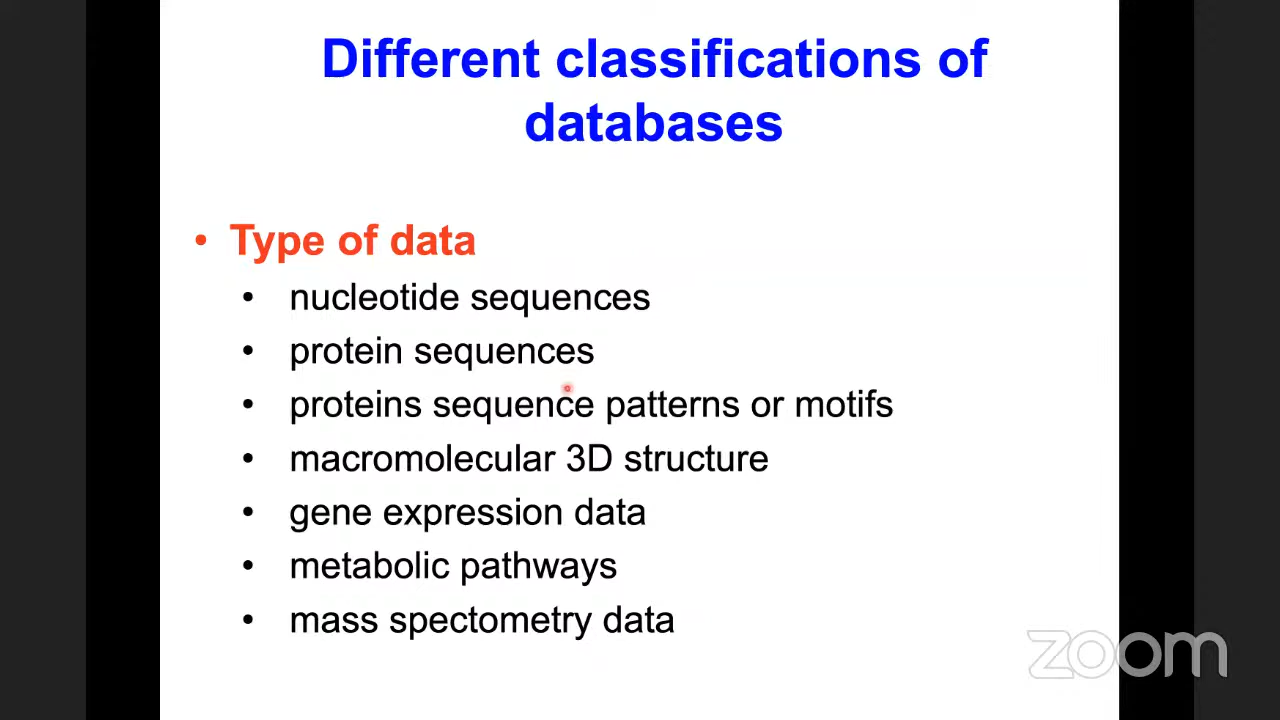 Different classifications of
databases
• Type of data
• nucleotide sequences
• protein sequences
• proteins sequence patterns or motifs
• macromolecular 3D structure
• gene expression data
• metabolic pathways
• mass spectometry data
zoom